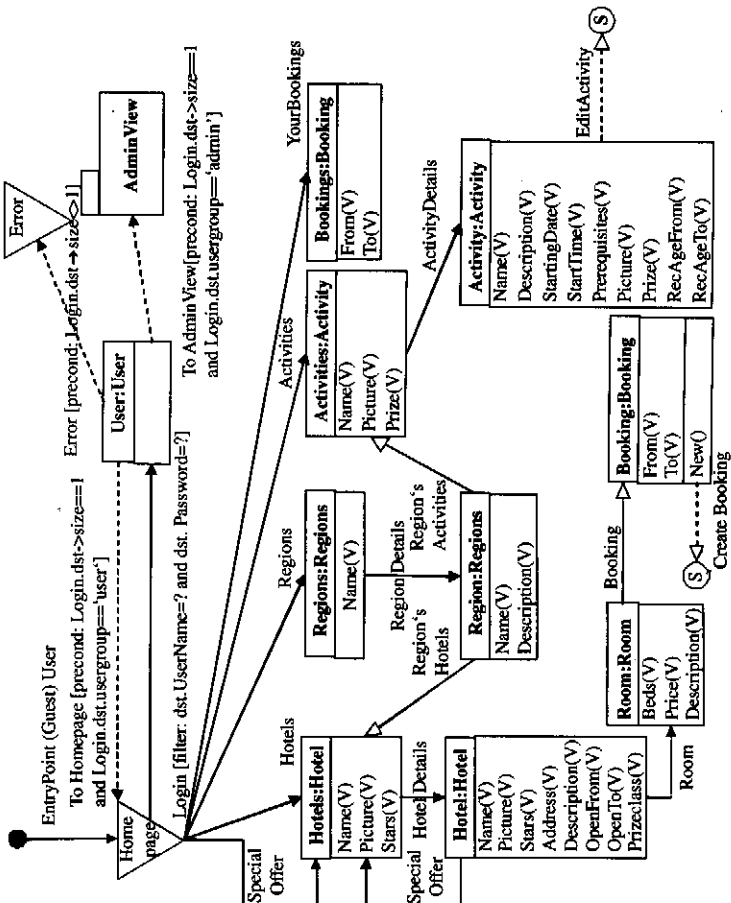 EntryPoint (Guest) User
To Homepage [precond: Login.dst->size==1
and Login.dst.usergroup=='user']
Home
page
Error [precond: Login.dst->size<>1]
Error
User:User
AdminView
To AdminView[precond: Login.dst->size==1
and Login.dst.usergroup=='admin']
Login [filter: dst.UserName=? and dst. Password=?]
Special
Offer
Hotels
Regions
Activities
YourBookings
Hotels:Hotel
Name(V)
Picture(V)
Stars(V)
Regions:Regions
Name(V)
Activities:Activity
Name(V)
Picture(V)
Prize(V)
Bookings:Booking
From(V)
To(V)
Region Details
Region's
Hotels
Region's
Activities
Region:Regions
Name(V)
Description(V)
Special
Offer
Hotel Details
Hotel:Hotel
Name(V)
Picture(V)
Stars(V)
Address(V)
Description(V)
OpenFrom(V)
OpenTo(V)
Prizeclass(V)
Room
Room:Room
Beds(V)
Price(V)
Description(V)
Booking
Booking:Booking
From(V)
To(V)
New()
S
Create Booking
ActivityDetails
Activity:Activity
Name(V)
Description(V)
StartingDate(V)
StartTime(V)
Prerequisites(V)
Picture(V)
Prize(V)
RecAgeFrom(V)
RecAgeTo(V)
EditActivity
S